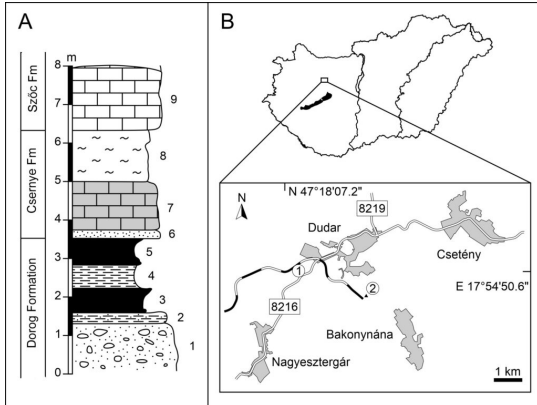 A
m
8
7
6
5
4
3
2
1
0
Szőc Fm
Csernye Fm
Dorog Formation
9
8
7
6
5
4
3
2
1
B
N 47°18'07.2"
N
8219
Dudar
Csetény
1
2
E 17°54'50.6"
8216
Bakonynána
Nagyesztergár
1 km